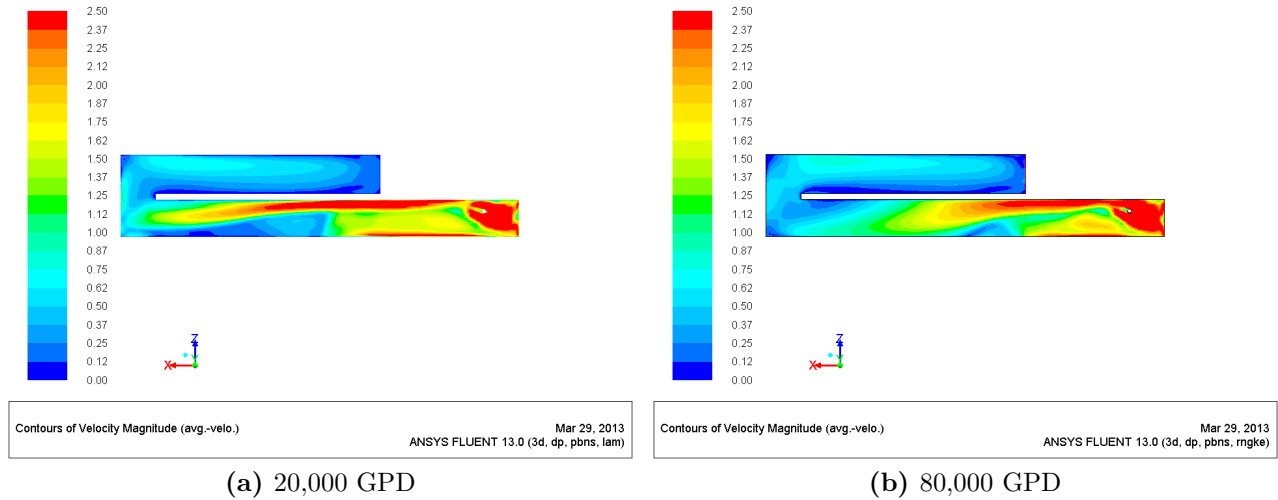 2.50
2.37
2.25
1.12
2.00
1.87
1.62
1.50
1.37
1.25
1.12
1.00
0.87
0.75
0.62
0.50
0.37
0.25
0.12
0.00
Z
X
Y
Contours of Velocity Magnitude (avg.-velo.)
Mar 29, 2013
ANSYS FLUENT 13.0 (3d, dp, pbns, lam)
(a) 20,000 GPD
2.50
2.37
2.25
1.12
2.00
1.87
1.62
1.50
1.37
1.25
1.12
1.00
0.87
0.75
0.62
0.50
0.37
0.25
0.12
0.00
Z
X
Y
Contours of Velocity Magnitude (avg.-velo.)
Mar 29, 2013
ANSYS FLUENT 13.0 (3d, dp, pbns, rngke)
(b) 80,000 GPD